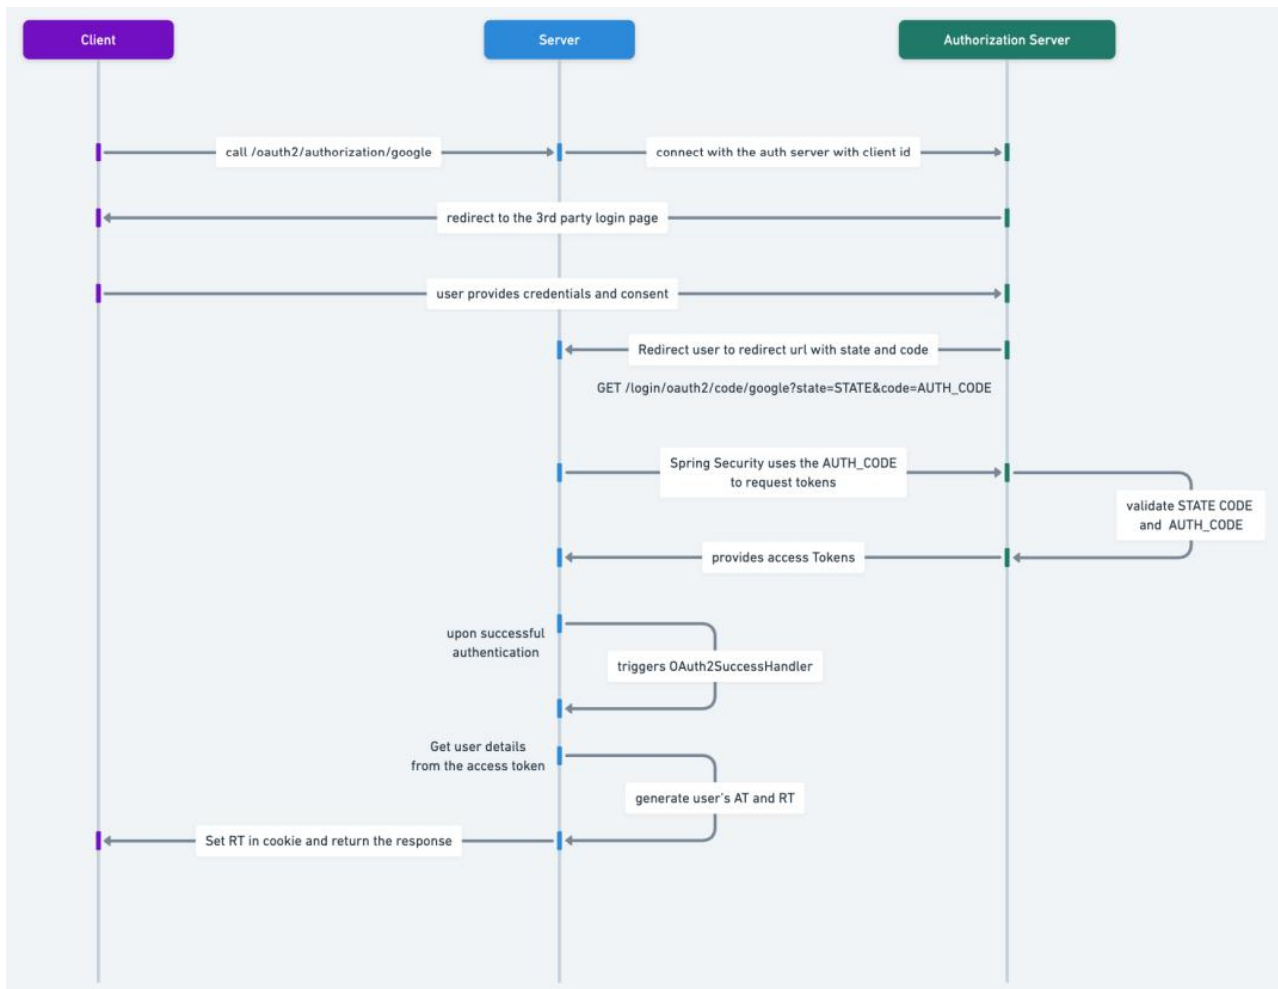 Client
Server
Authorization Server
call /oauth2/authorization/google
connect with the auth server with client id
redirect to the 3rd party login page
user provides credentials and consent
Redirect user to redirect url with state and code
GET /login/oauth2/code/google?state=STATE&code=AUTH_CODE
Spring Security uses the AUTH_CODE
to request tokens
validate STATE CODE
and AUTH_CODE
provides access Tokens
upon successful
authentication
triggers OAuth2SuccessHandler
Get user details
from the access token
generate user's AT and RT
Set RT in cookie and return the response